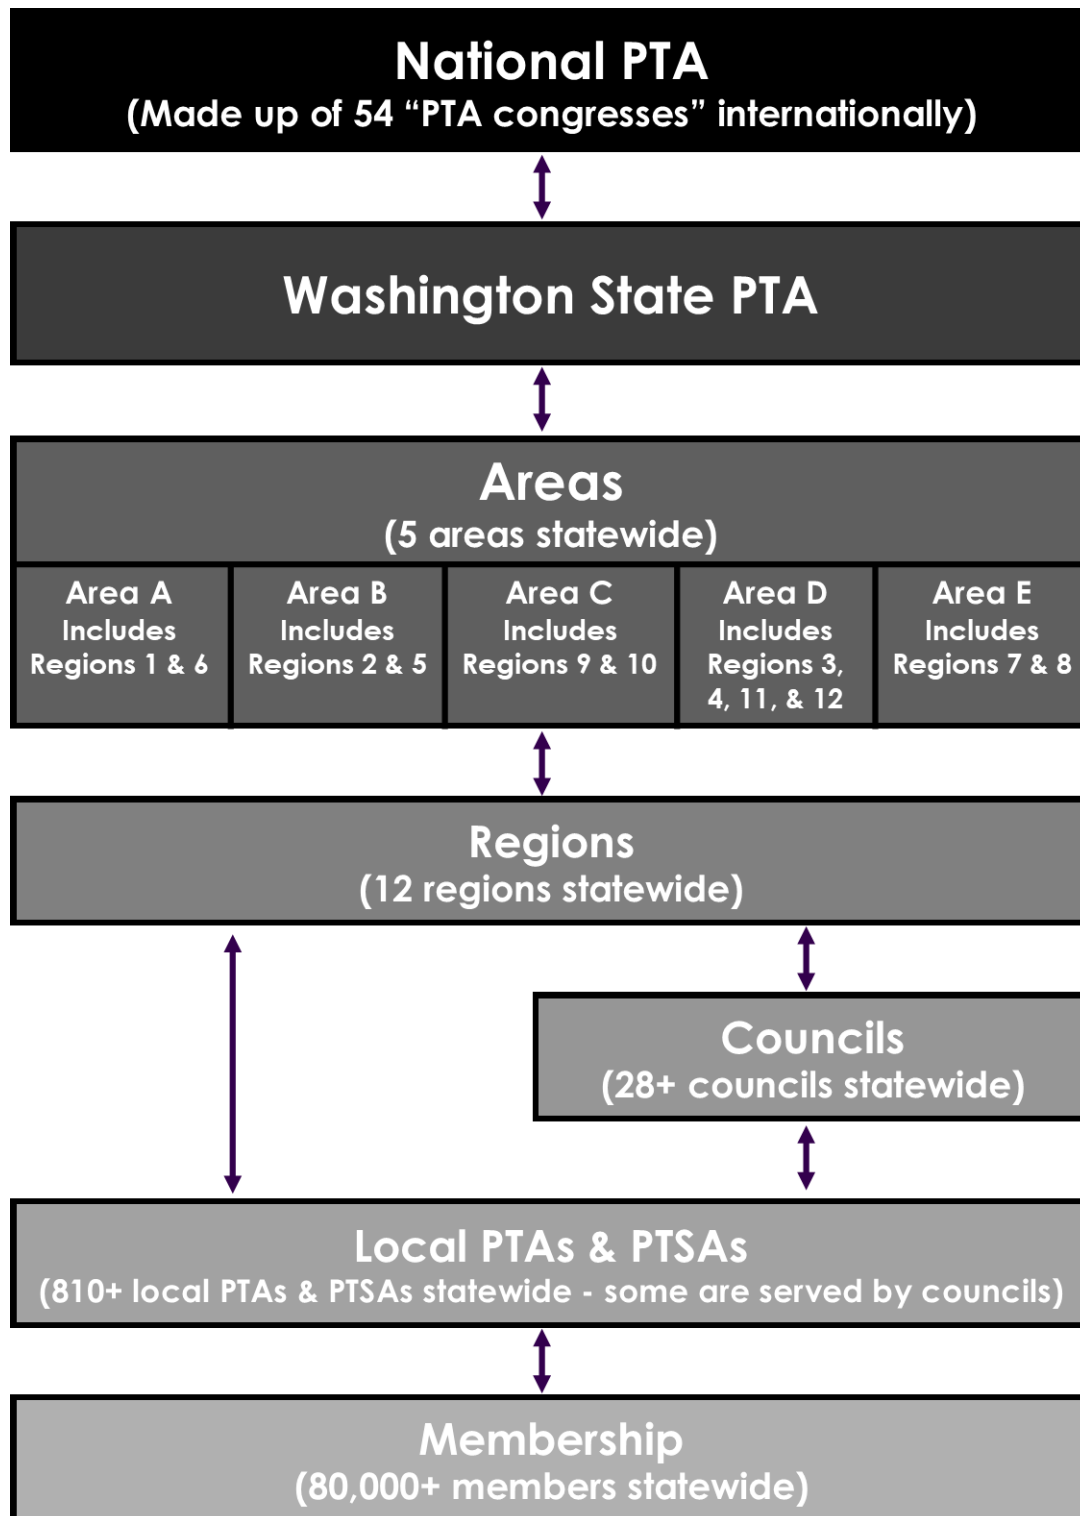 National PTA
(Made up of 54 “PTA congresses” internationally)
Washington State PTA
Areas
(5 areas statewide)
Area A
Includes
Regions 1 & 6
Area B
Includes
Regions 2 & 5
Area C
Includes
Regions 9 & 10
Area D
Includes
Regions 3,
4, 11, & 12
Area E
Includes
Regions 7 & 8
Regions
(12 regions statewide)
Councils
(28+ councils statewide)
Local PTAs & PTSAs
(810+ local PTAs & PTSAs statewide - some are served by councils)
Membership
(80,000+ members statewide)